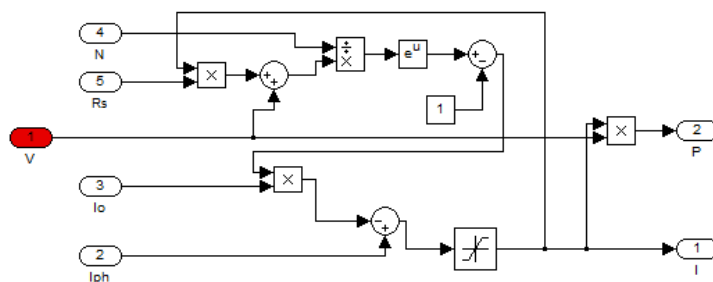 4
N
÷
×
e^u
5
Rs
×
+
+
+
−
1
1
V
×
2
P
3
Io
×
−
+
2
Iph
1
I